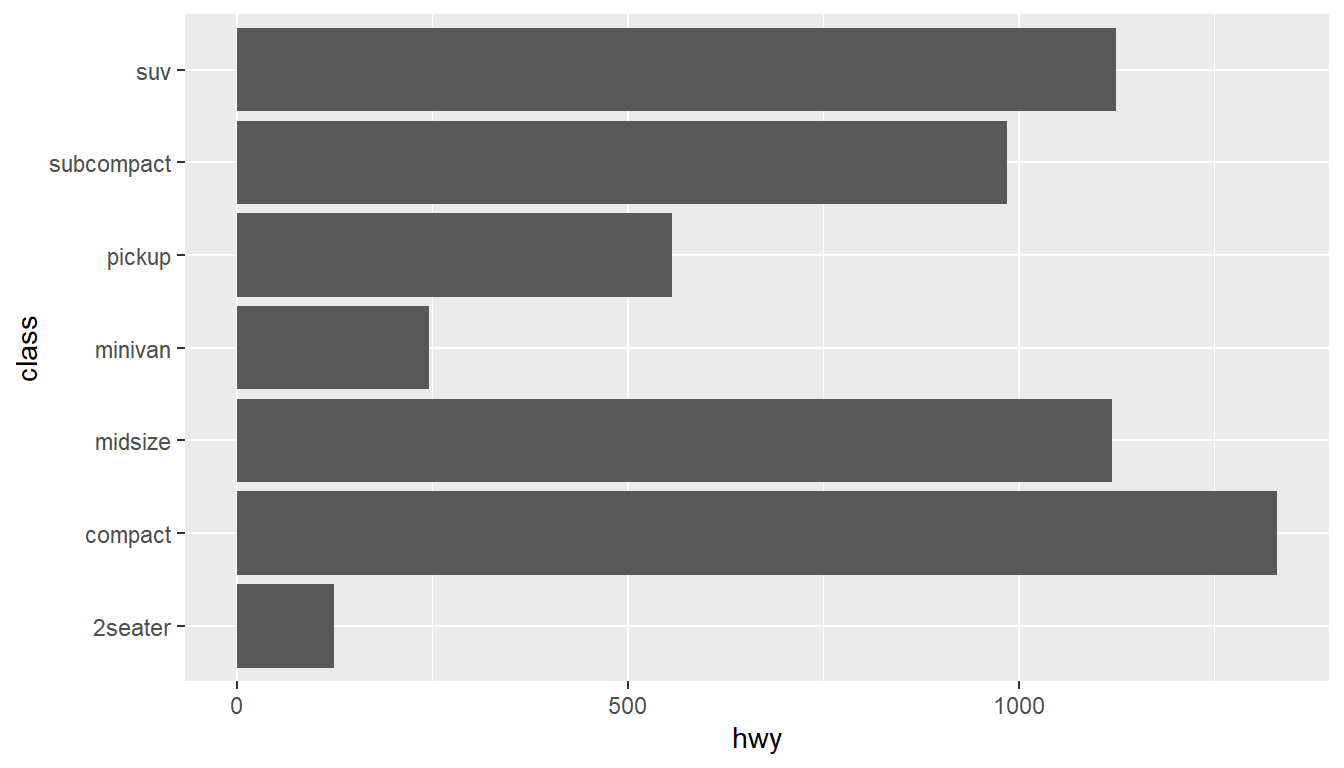 suv
subcompact
pickup
minivan
midsize
compact
2seater
class
0 500 1000
hwy